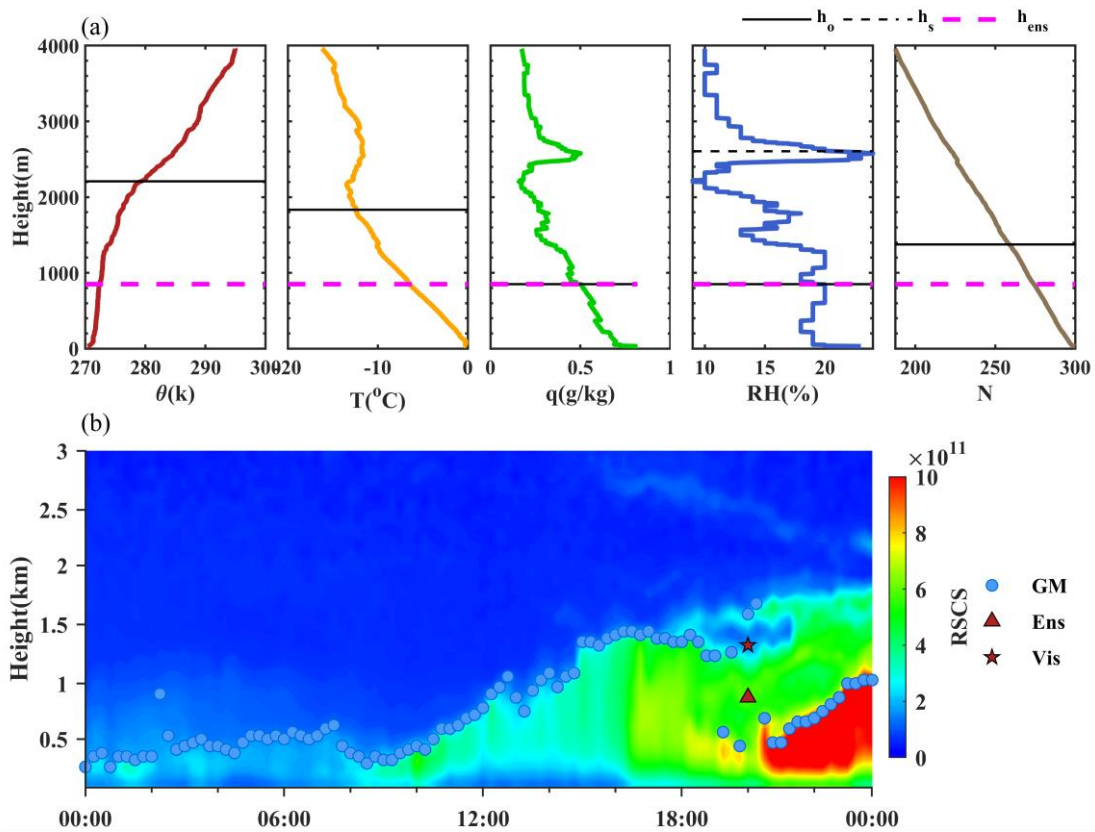 (a)
h_o h_s h_ens
4000
3000
2000
1000
0
Height(m)
270 280 290 300
θ(k)
-20 -10 0
T(°C)
0 0.5 1
q(g/kg)
10 15 20
RH(%)
200 250 300
N
(b)
3
2.5
2
1.5
1
0.5
Height(km)
00:00 06:00 12:00 18:00 00:00
×10^11
10
8
6
4
2
0
RSCS
GM
Ens
Vis